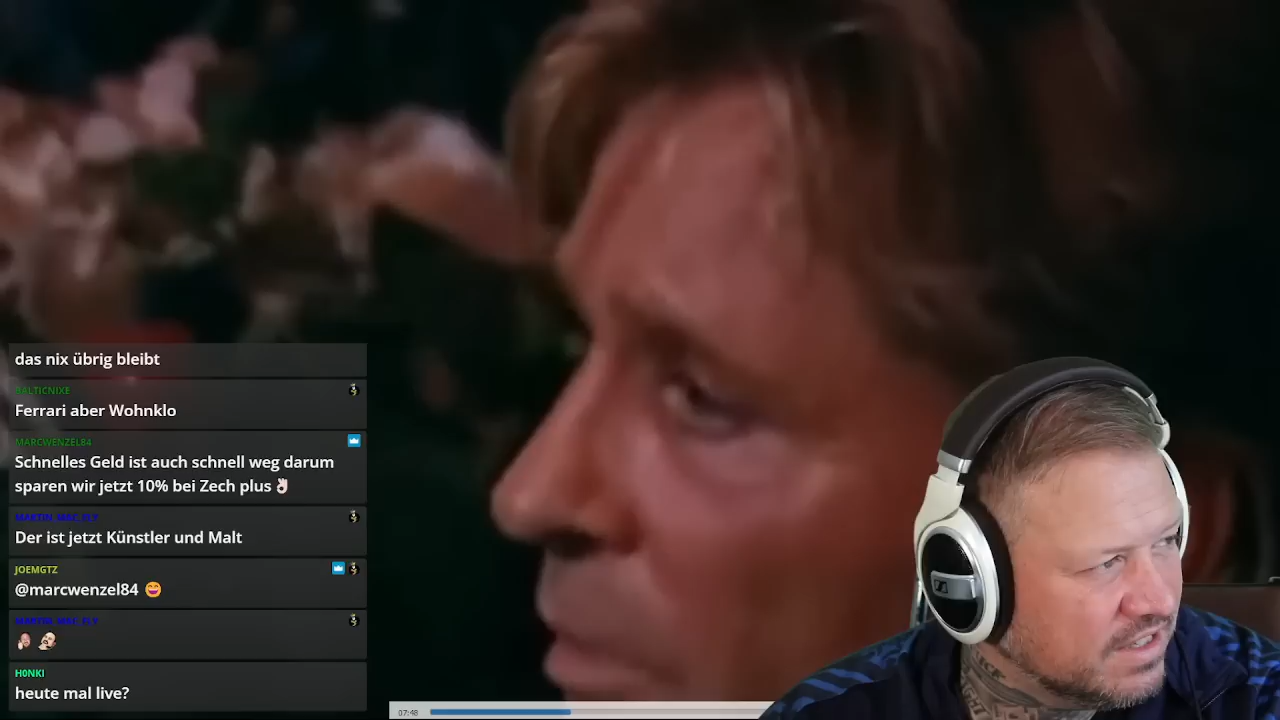 das nix übrig bleibt
BALTICNIXE
Ferrari aber Wohnklo
MARCWENZEL84
Schnelles Geld ist auch schnell weg darum
sparen wir jetzt 10% bei Zech plus👌🏻
Der ist jetzt Künstler und Malt
JOEMGTZ
@marcwenzel84 😄
H0NKI
heute mal live?
07:48